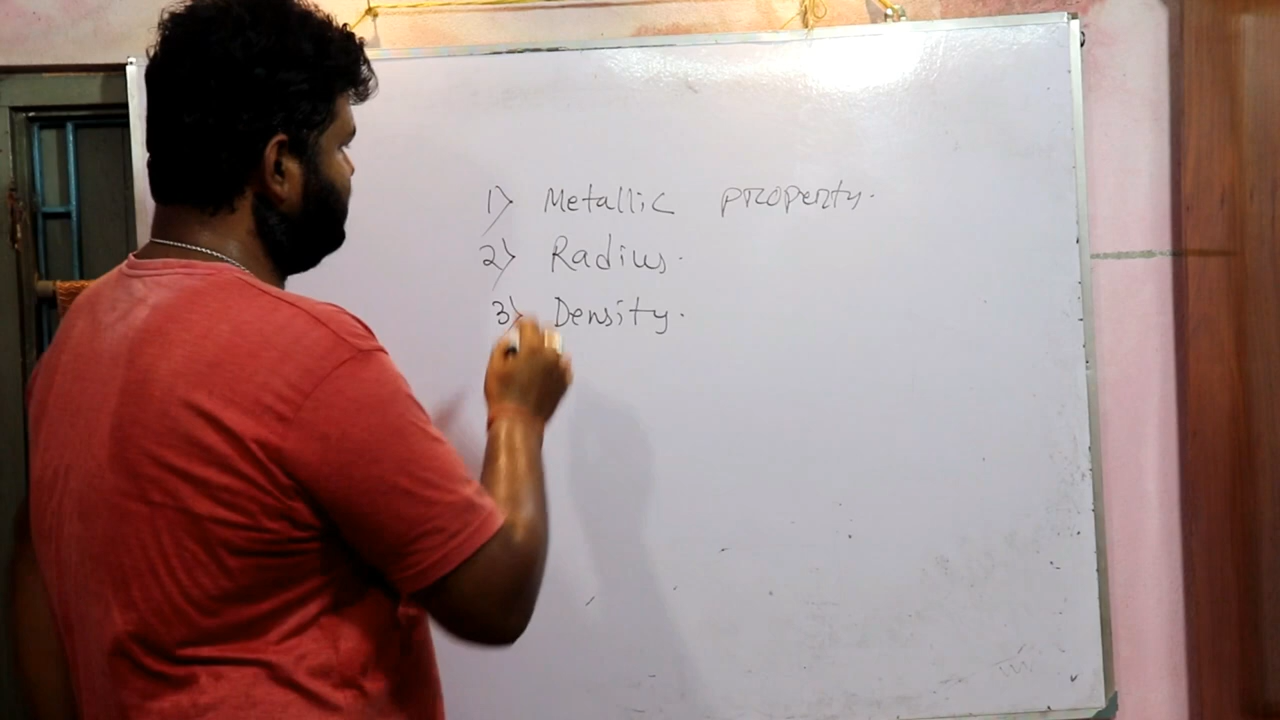 1) Metallic property.
2) Radius.
3) Density.